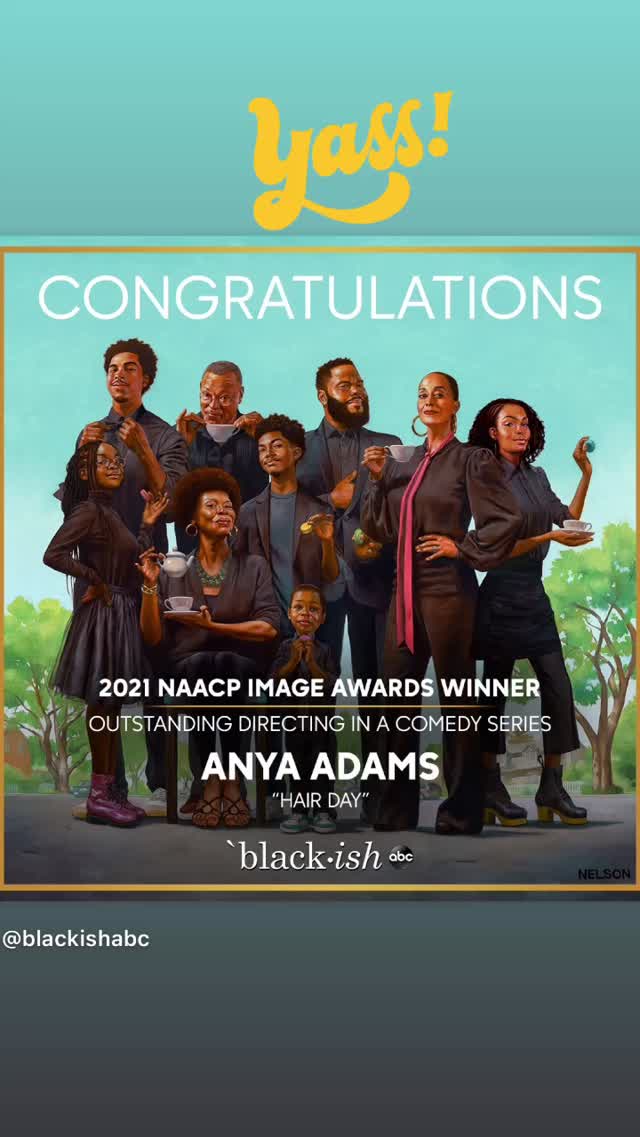 yass!
CONGRATULATIONS
2021 NAACP IMAGE AWARDS WINNER
OUTSTANDING DIRECTING IN A COMEDY SERIES
ANYA ADAMS
“HAIR DAY”
`black·ish abc
NELSON
@blackishabc